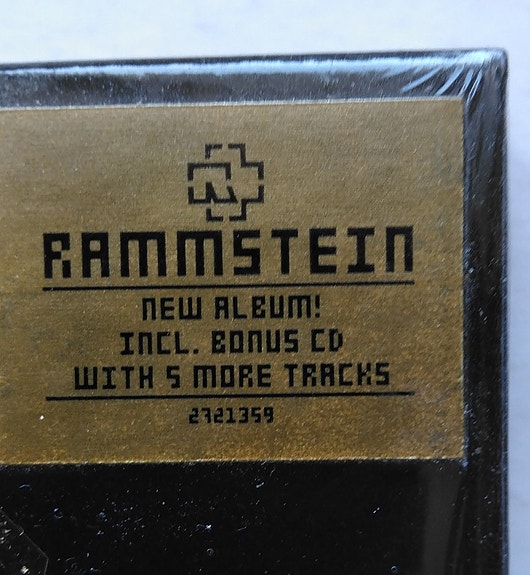 RAMMSTEIN
NEW ALBUM!
INCL. BONUS CD
WITH 5 MORE TRACKS
2721359